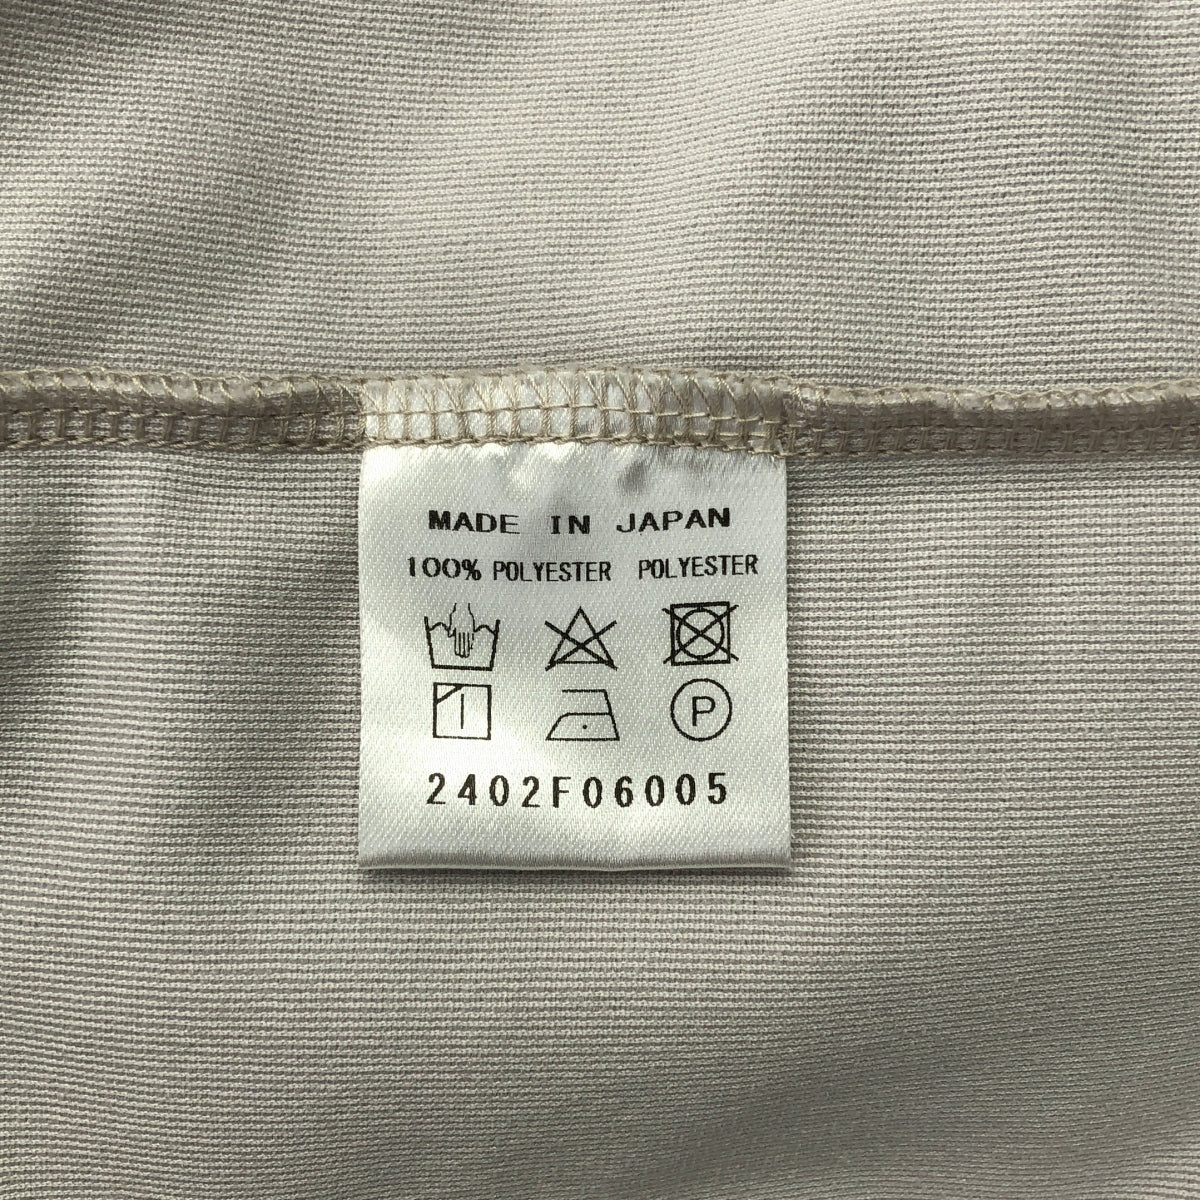 MADE IN JAPAN
100% POLYESTER POLYESTER
P
2402F06005